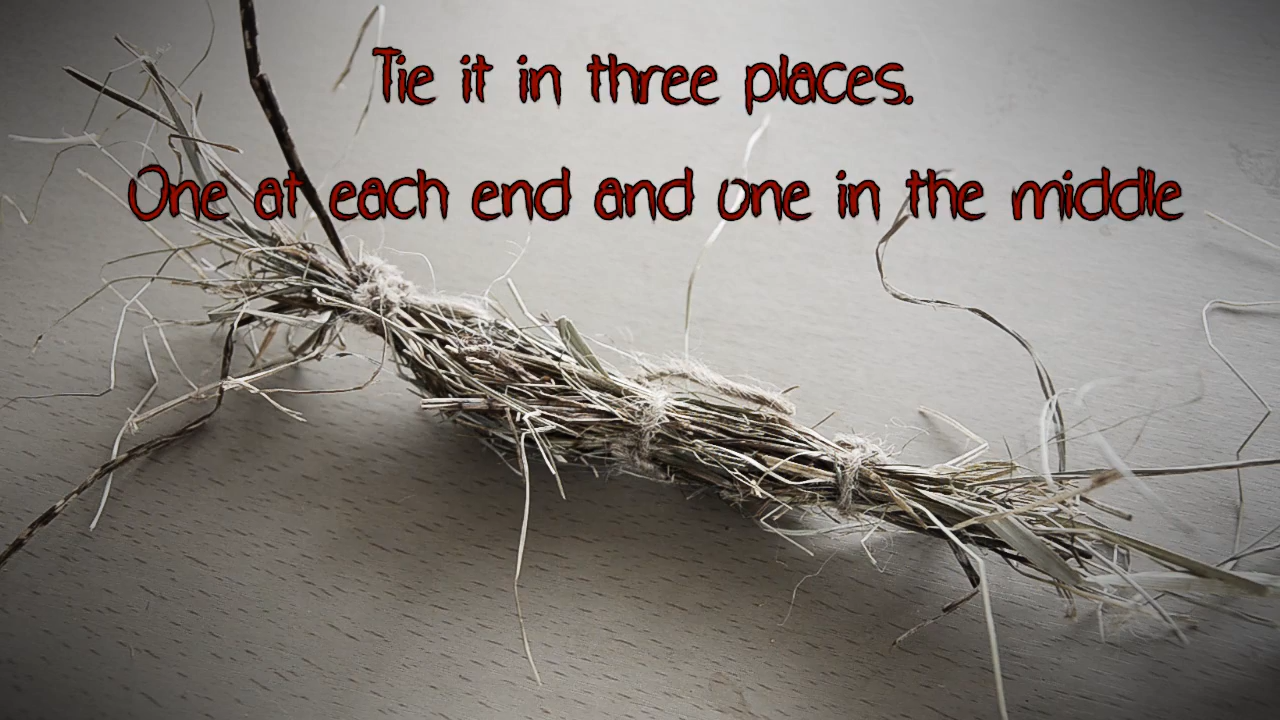 Tie it in three places.
One at each end and one in the middle